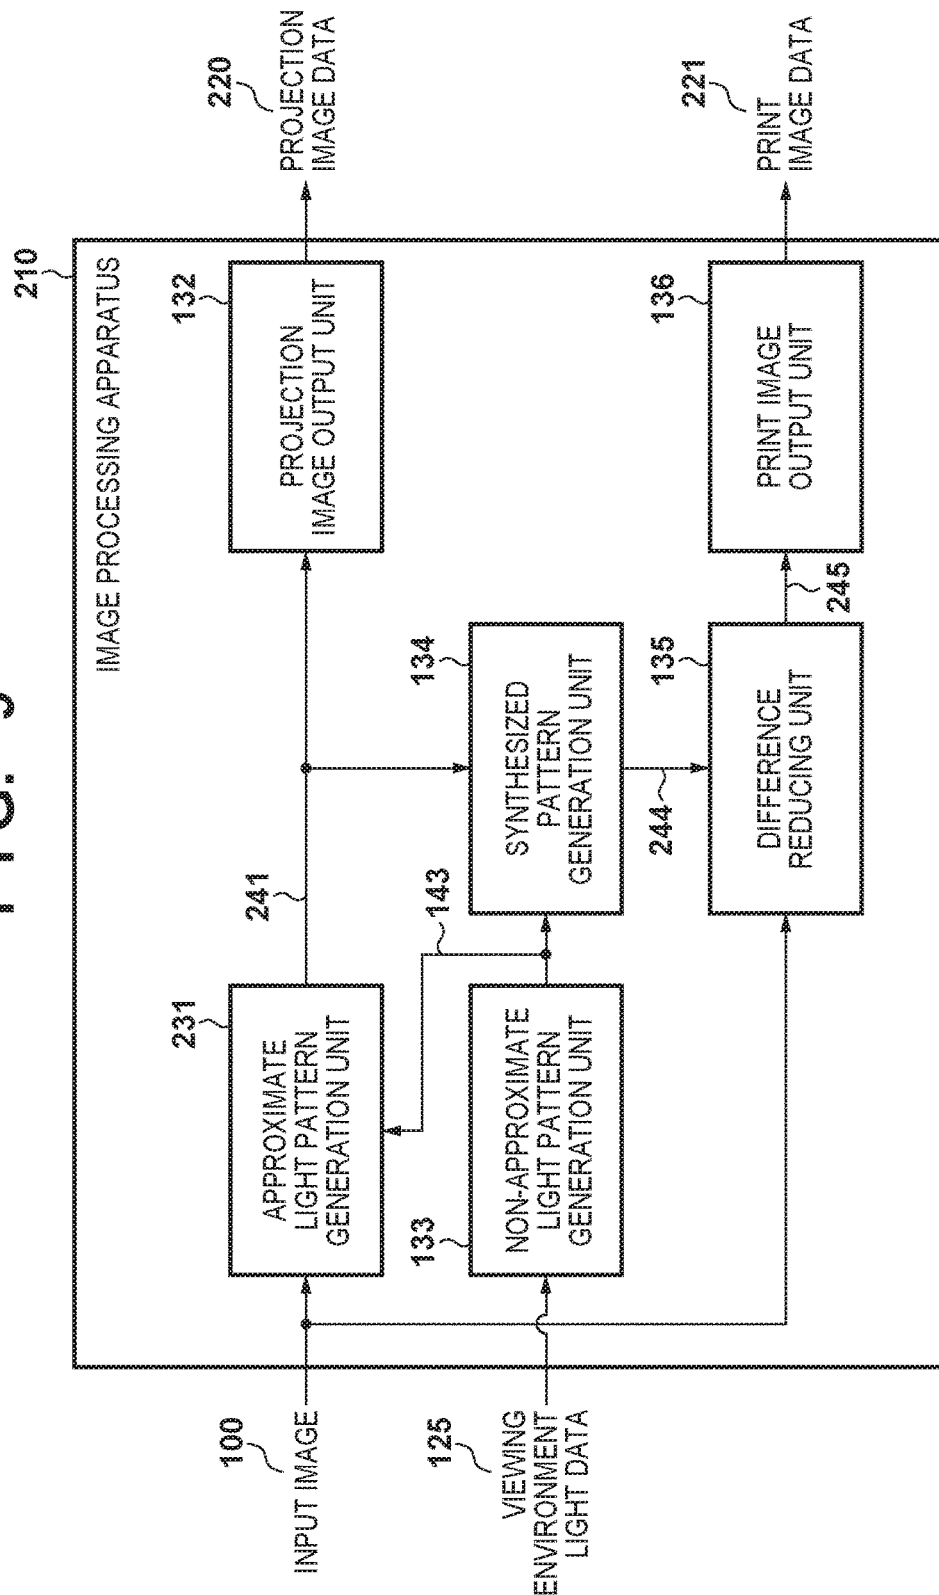 210
IMAGE PROCESSING APPARATUS
100
INPUT IMAGE
125
VIEWING
ENVIRONMENT
LIGHT DATA
231
APPROXIMATE
LIGHT PATTERN
GENERATION UNIT
133
NON-APPROXIMATE
LIGHT PATTERN
GENERATION UNIT
241
143
134
SYNTHESIZED
PATTERN
GENERATION UNIT
244
135
DIFFERENCE
REDUCING UNIT
245
132
PROJECTION
IMAGE OUTPUT UNIT
136
PRINT IMAGE
OUTPUT UNIT
220
PROJECTION
IMAGE DATA
221
PRINT
IMAGE DATA